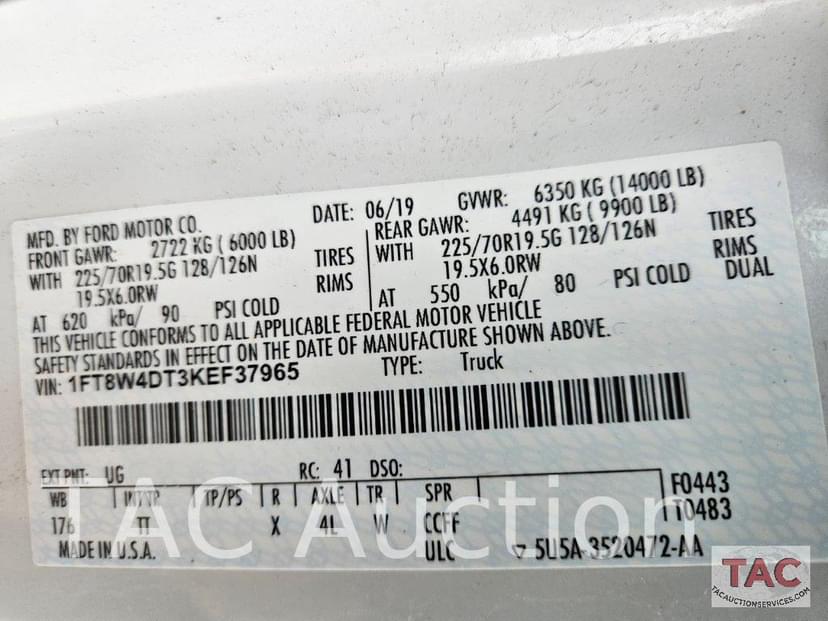 MFD. BY FORD MOTOR CO.
DATE: 06/19
GVWR: 6350 KG (14000 LB)
FRONT GAWR: 2722 KG ( 6000 LB)
REAR GAWR: 4491 KG ( 9900 LB)
WITH 225/70R19.5G 128/126N TIRES
WITH 225/70R19.5G 128/126N TIRES
19.5X6.0RW RIMS
19.5X6.0RW RIMS
AT 620 kPa/ 90 PSI COLD
AT 550 kPa/ 80 PSI COLD DUAL
THIS VEHICLE CONFORMS TO ALL APPLICABLE FEDERAL MOTOR VEHICLE
SAFETY STANDARDS IN EFFECT ON THE DATE OF MANUFACTURE SHOWN ABOVE.
VIN: 1FT8W4DT3KEF37965
TYPE: Truck
EXT PNT: UG RC: 41 DSO:
WB INT TR TP/PS R AXLE TR SPR
176 TT X 4L W CCFF
ULC
F0443
T0483
MADE IN U.S.A.
5U5A-3520472-AA
TAC Auction
TAC
TACAUCTIONSERVICES.COM